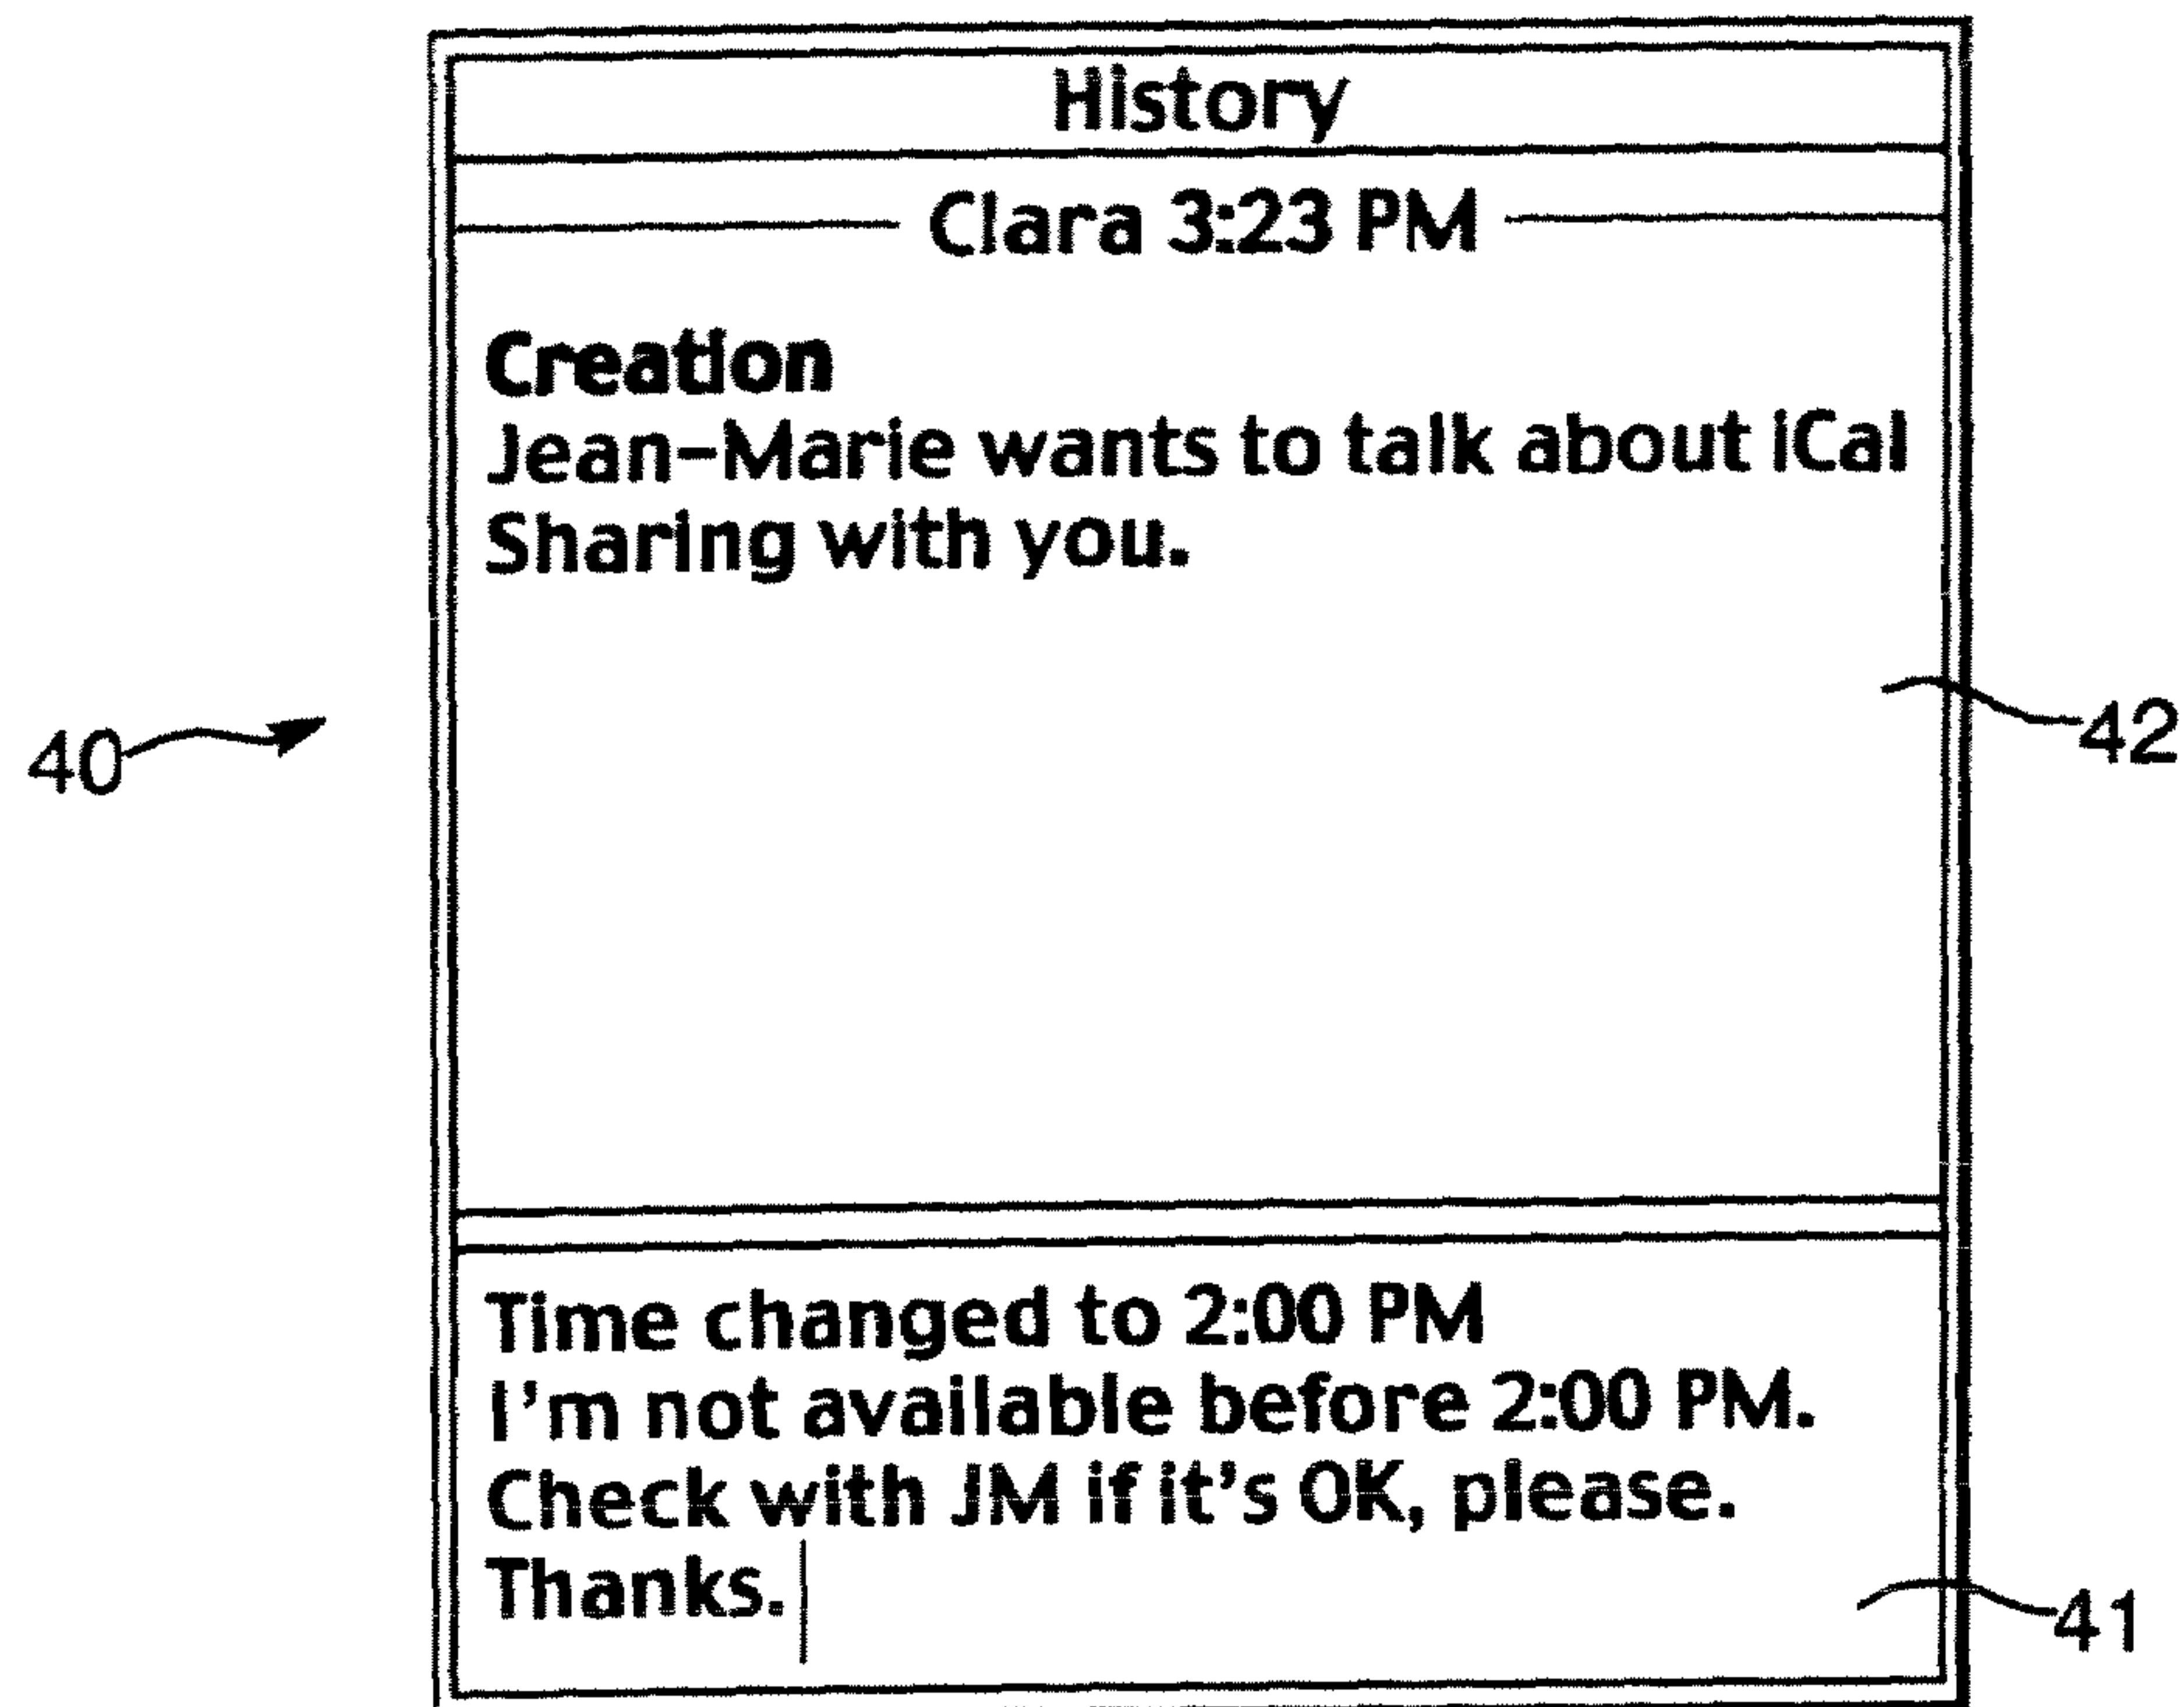 History
Clara 3:23 PM
Creation
Jean-Marie wants to talk about iCal
Sharing with you.
40
42
Time changed to 2:00 PM
I'm not available before 2:00 PM.
Check with JM if it's OK, please.
Thanks.
41